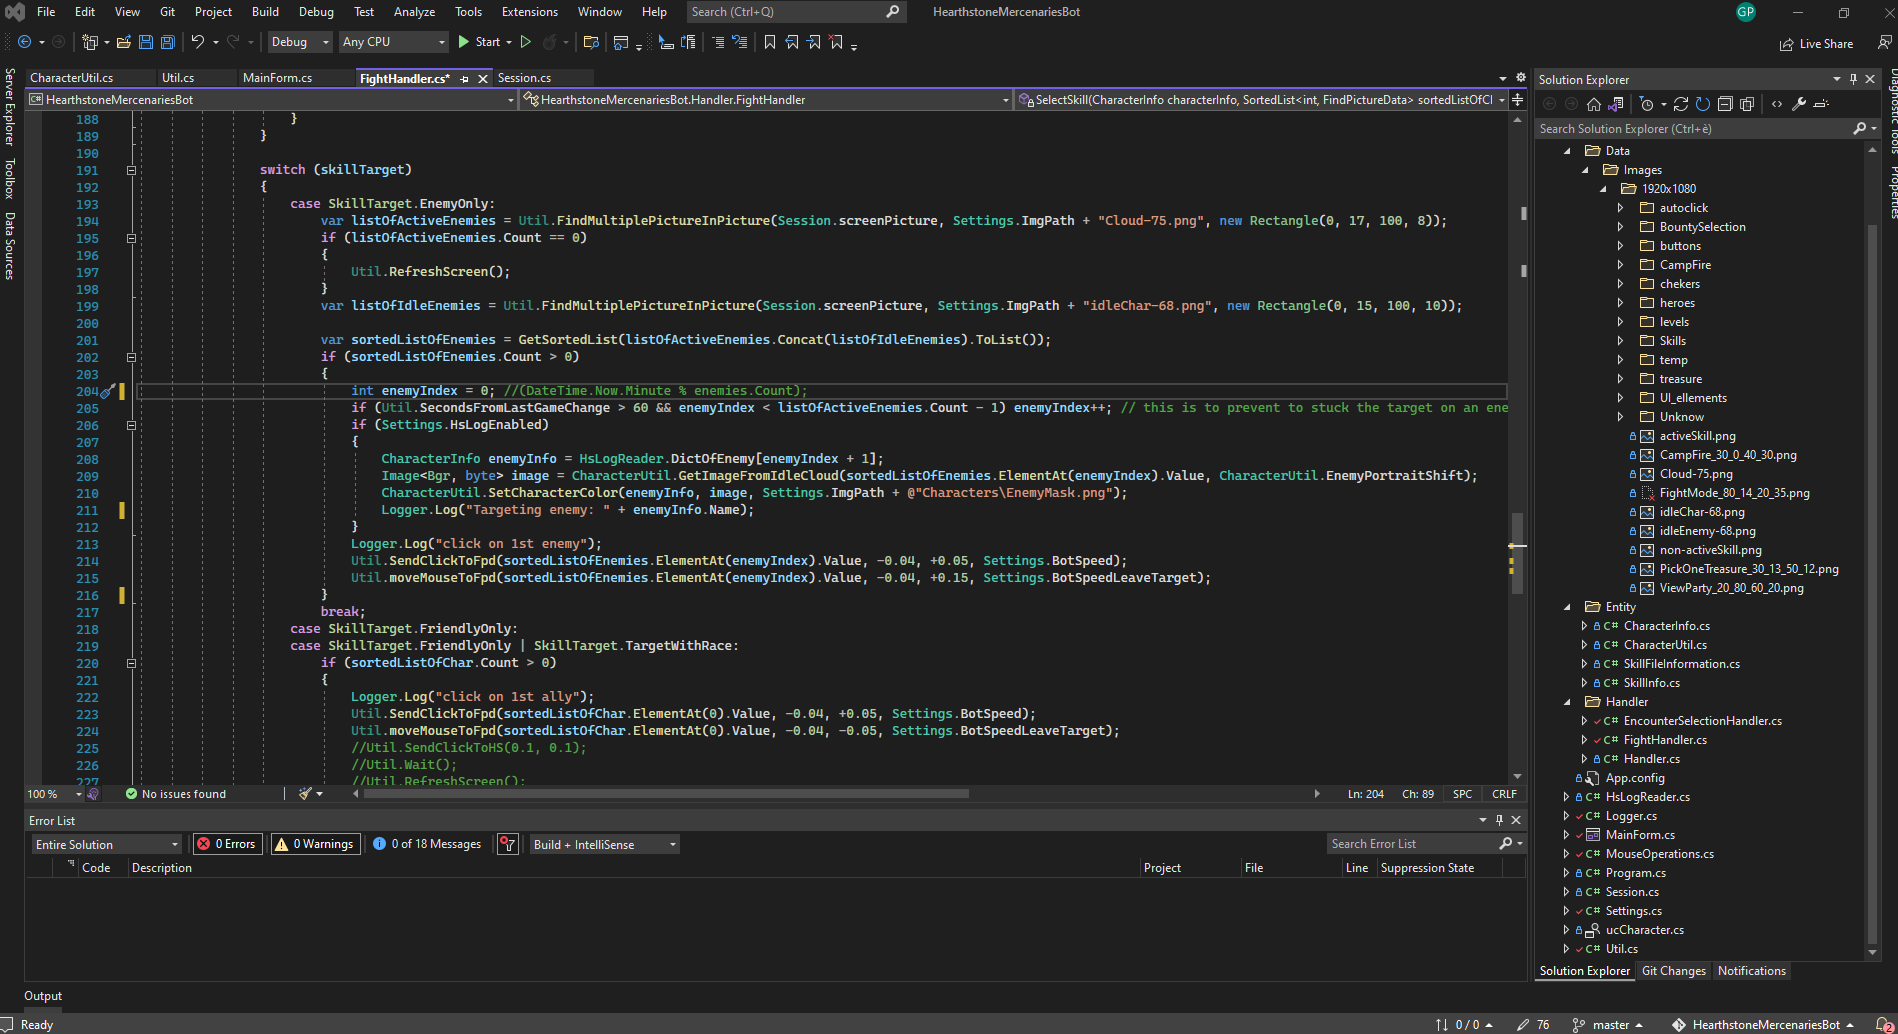 File Edit View Git Project Build Debug Test Analyze Tools Extensions Window Help Search (Ctrl+Q) HearthstoneMercenariesBot GP
Debug Any CPU Start Live Share
CharacterUtil.cs Util.cs MainForm.cs FightHandler.cs* Session.cs
HearthstoneMercenariesBot HearthstoneMercenariesBot.Handler.FightHandler SelectSkill(CharacterInfo characterInfo, SortedList<int, FindPictureData> sortedListOfCl
Server Explorer
Toolbox
Data Sources
188 }
189 }
190
191 switch (skillTarget)
192 {
193 case SkillTarget.EnemyOnly:
194 var listOfActiveEnemies = Util.FindMultiplePictureInPicture(Session.screenPicture, Settings.ImgPath + "Cloud-75.png", new Rectangle(0, 17, 100, 8));
195 if (listOfActiveEnemies.Count == 0)
196 {
197 Util.RefreshScreen();
198 }
199 var listOfIdleEnemies = Util.FindMultiplePictureInPicture(Session.screenPicture, Settings.ImgPath + "idleChar-68.png", new Rectangle(0, 15, 100, 10));
200
201 var sortedListOfEnemies = GetSortedList(listOfActiveEnemies.Concat(listOfIdleEnemies).ToList());
202 if (sortedListOfEnemies.Count > 0)
203 {
204 int enemyIndex = 0; //(DateTime.Now.Minute % enemies.Count);
205 if (Util.SecondsFromLastGameChange > 60 && enemyIndex < listOfActiveEnemies.Count - 1) enemyIndex++; // this is to prevent to stuck the target on an ene
206 if (Settings.HsLogEnabled)
207 {
208 CharacterInfo enemyInfo = HsLogReader.DictOfEnemy[enemyIndex + 1];
209 Image<Bgr, byte> image = CharacterUtil.GetImageFromIdleCloud(sortedListOfEnemies.ElementAt(enemyIndex).Value, CharacterUtil.EnemyPortraitShift);
210 CharacterUtil.SetCharacterColor(enemyInfo, image, Settings.ImgPath + @"Characters\EnemyMask.png");
211 Logger.Log("Targeting enemy: " + enemyInfo.Name);
212 }
213 Logger.Log("click on 1st enemy");
214 Util.SendClickToFpd(sortedListOfEnemies.ElementAt(enemyIndex).Value, -0.04, +0.05, Settings.BotSpeed);
215 Util.moveMouseToFpd(sortedListOfEnemies.ElementAt(enemyIndex).Value, -0.04, +0.15, Settings.BotSpeedLeaveTarget);
216 }
217 break;
218 case SkillTarget.FriendlyOnly:
219 case SkillTarget.FriendlyOnly | SkillTarget.TargetWithRace:
220 if (sortedListOfChar.Count > 0)
221 {
222 Logger.Log("click on 1st ally");
223 Util.SendClickToFpd(sortedListOfChar.ElementAt(0).Value, -0.04, +0.05, Settings.BotSpeed);
224 Util.moveMouseToFpd(sortedListOfChar.ElementAt(0).Value, -0.04, -0.05, Settings.BotSpeedLeaveTarget);
225 //Util.SendClickToHS(0.1, 0.1);
226 //Util.Wait();
227 //Util.RefreshScreen();
100 % No issues found Ln: 204 Ch: 89 SPC CRLF
Error List
Entire Solution 0 Errors 0 Warnings 0 of 18 Messages Build + IntelliSense Search Error List
Code Description Project File Line Suppression State
Output
Solution Explorer
Search Solution Explorer (Ctrl+è)
Data
Images
1920x1080
autoclick
BountySelection
buttons
CampFire
chekers
heroes
levels
Skills
temp
treasure
UI_ellements
Unknow
activeSkill.png
CampFire_30_0_40_30.png
Cloud-75.png
FightMode_80_14_20_35.png
idleChar-68.png
idleEnemy-68.png
non-activeSkill.png
PickOneTreasure_30_13_50_12.png
ViewParty_20_80_60_20.png
Entity
C# CharacterInfo.cs
C# CharacterUtil.cs
C# SkillFileInformation.cs
C# SkillInfo.cs
Handler
C# EncounterSelectionHandler.cs
C# FightHandler.cs
C# Handler.cs
App.config
C# HsLogReader.cs
C# Logger.cs
MainForm.cs
C# MouseOperations.cs
C# Program.cs
C# Session.cs
C# Settings.cs
ucCharacter.cs
C# Util.cs
Solution Explorer Git Changes Notifications
Diagnostic Tools
Properties
Ready 0 / 0 76 master HearthstoneMercenariesBot 2